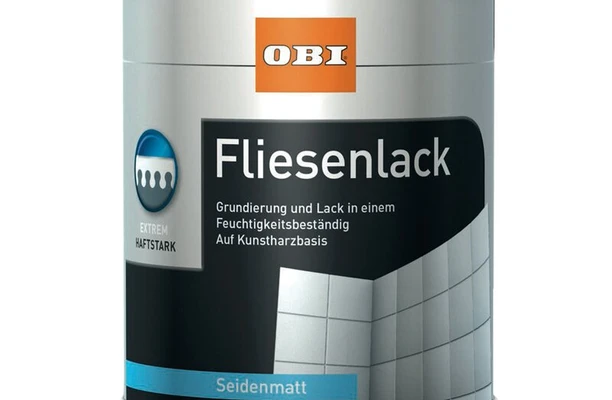 OBI
Fliesenlack
Grundierung und Lack in einem
Feuchtigkeitsbeständig
Auf Kunstharzbasis
EXTREM
HAFTSTARK
Seidenmatt